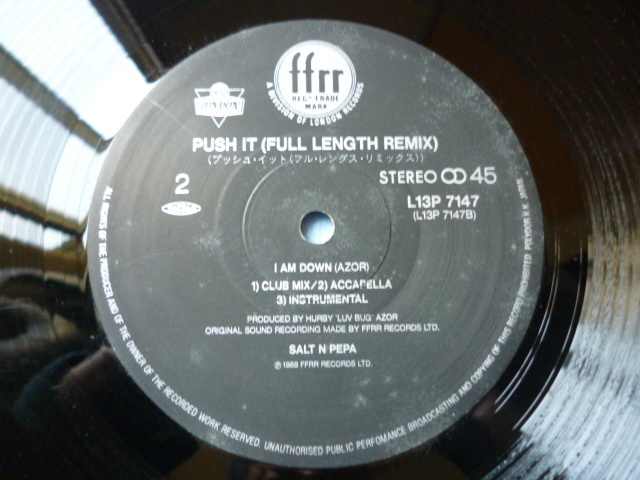 LONDON
ffrr
REG? TRADE
MARK
A DIVISION OF LONDON RECORDS
PUSH IT (FULL LENGTH REMIX)
(プッシュ・イット(フル・レングス・リミックス))
2
STEREO 45
L13P 7147
(L13P 7147B)
I AM DOWN (AZOR)
1) CLUB MIX/2) ACCAPELLA
3) INSTRUMENTAL
PRODUCED BY HURBY 'LUV BUG' AZOR
ORIGINAL SOUND RECORDING MADE BY FFRR RECORDS LTD.
SALT N PEPA
℗ 1988 FFRR RECORDS LTD.
ALL RIGHTS OF THE PRODUCER AND OF THE OWNER OF THE RECORDED WORK RESERVED. UNAUTHORISED PUBLIC PERFOMANCE BROADCASTING AND COPYING OF THIS RECORD PROHIBITED POLYDOR K.K. JAPAN